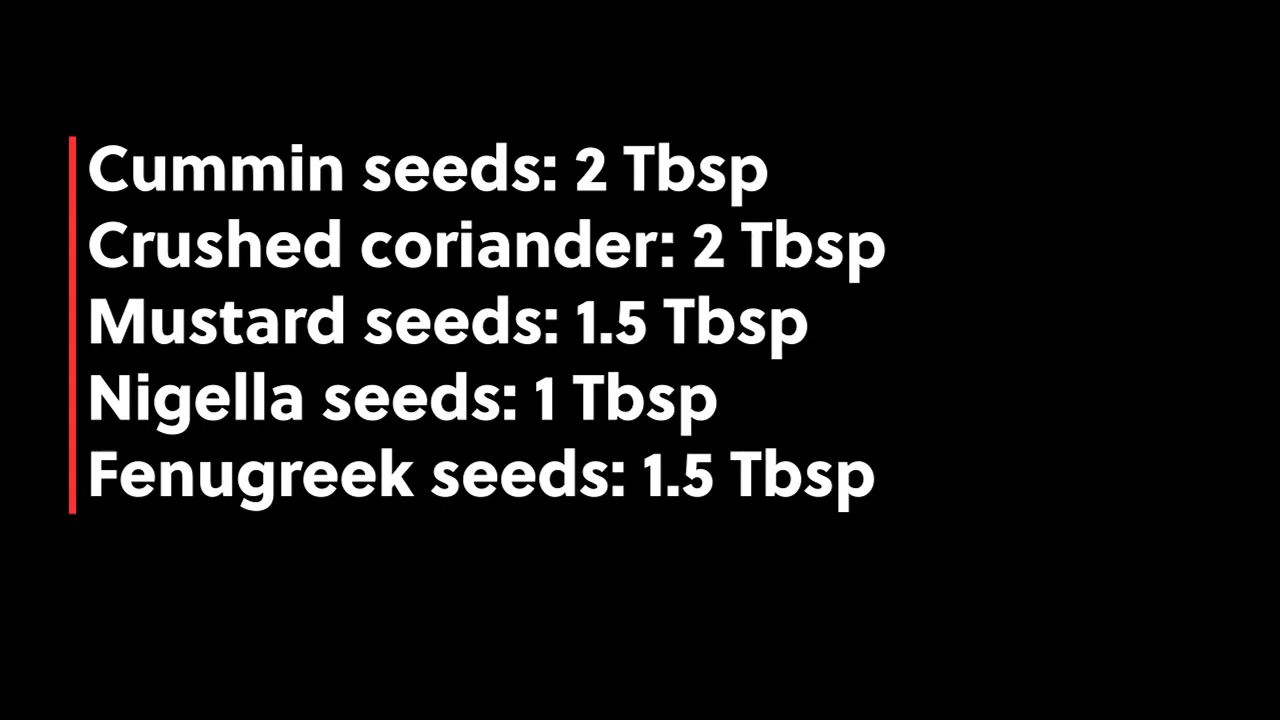 Cummin seeds: 2 Tbsp
Crushed coriander: 2 Tbsp
Mustard seeds: 1.5 Tbsp
Nigella seeds: 1 Tbsp
Fenugreek seeds: 1.5 Tbsp